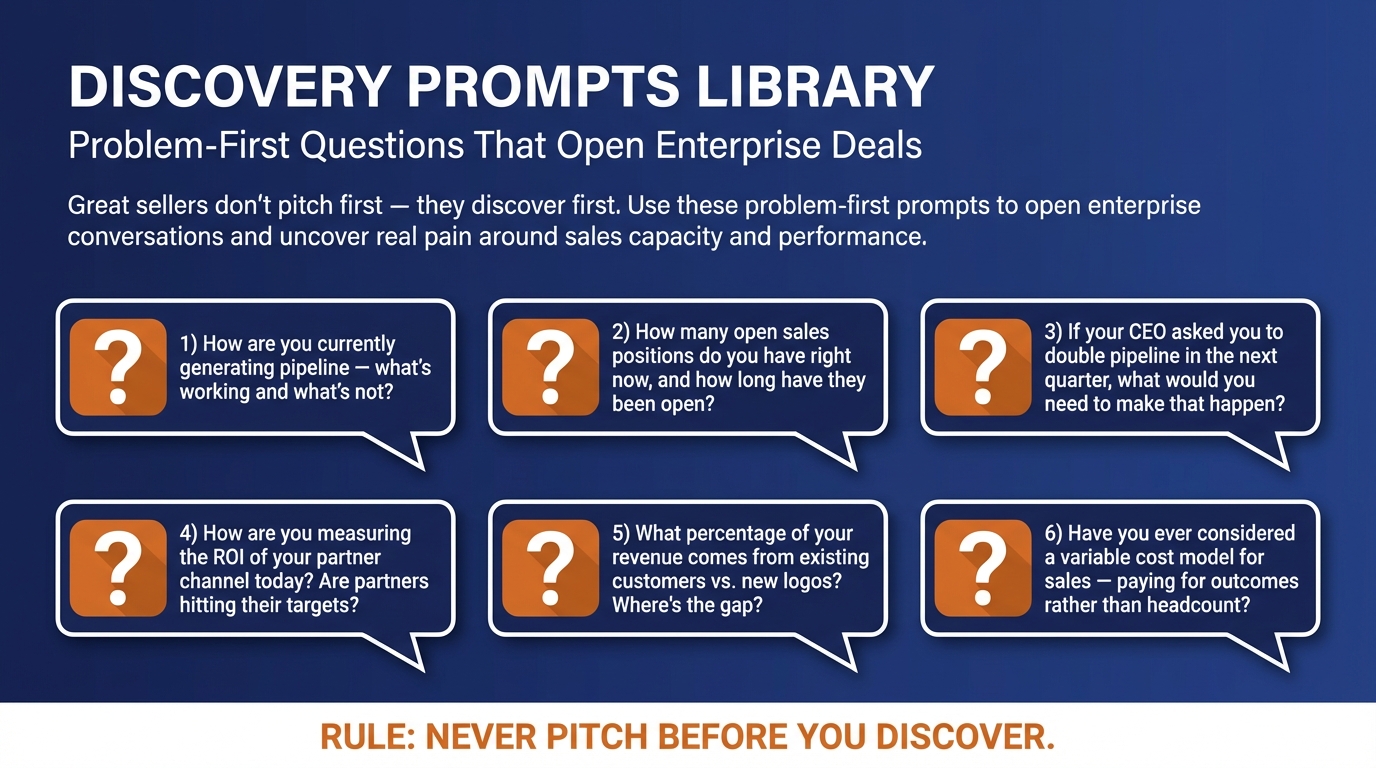 DISCOVERY PROMPTS LIBRARY
Problem-First Questions That Open Enterprise Deals
Great sellers don't pitch first — they discover first. Use these problem-first prompts to open enterprise
conversations and uncover real pain around sales capacity and performance.
?
1) How are you currently
generating pipeline — what's
working and what's not?
?
2) How many open sales
positions do you have right
now, and how long have they
been open?
?
3) If your CEO asked you to
double pipeline in the next
quarter, what would you
need to make that happen?
?
4) How are you measuring
the ROI of your partner
channel today? Are partners
hitting their targets?
?
5) What percentage of your
revenue comes from existing
customers vs. new logos?
Where's the gap?
?
6) Have you ever considered
a variable cost model for
sales — paying for outcomes
rather than headcount?
RULE: NEVER PITCH BEFORE YOU DISCOVER.